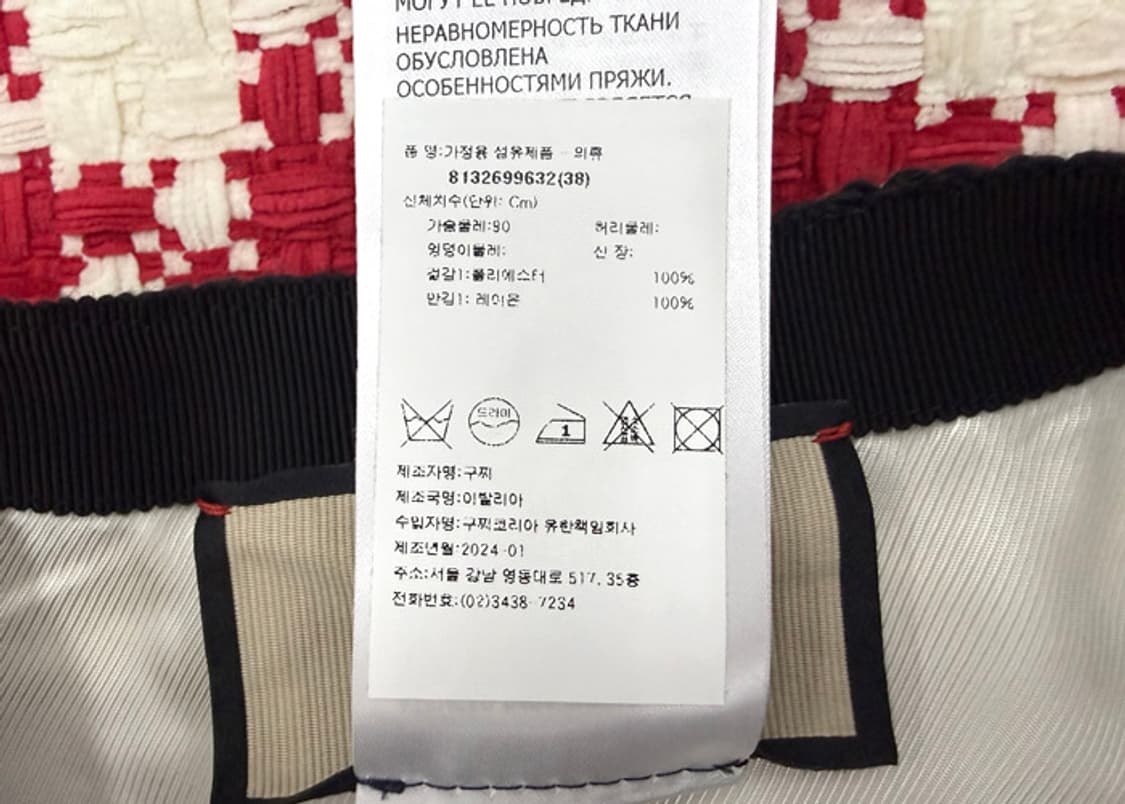 НЕРАВНОМЕРНОСТЬ ТКАНИ
ОБУСЛОВЛЕНА
ОСОБЕННОСТЯМИ ПРЯЖИ.
품 명:가정용 섬유제품 - 의류
8132699632(38)
신체치수(단위: Cm)
가슴둘레:90 허리둘레:
엉덩이둘레: 신 장:
겉감1:폴리에스터 100%
안감1: 레이온 100%
드라이
1
제조자명:구찌
제조국명:이탈리아
수입자명:구찌코리아 유한책임회사
제조년월:2024-01
주소:서울 강남 영동대로 517, 35층
전화번호:(02)3438-7234